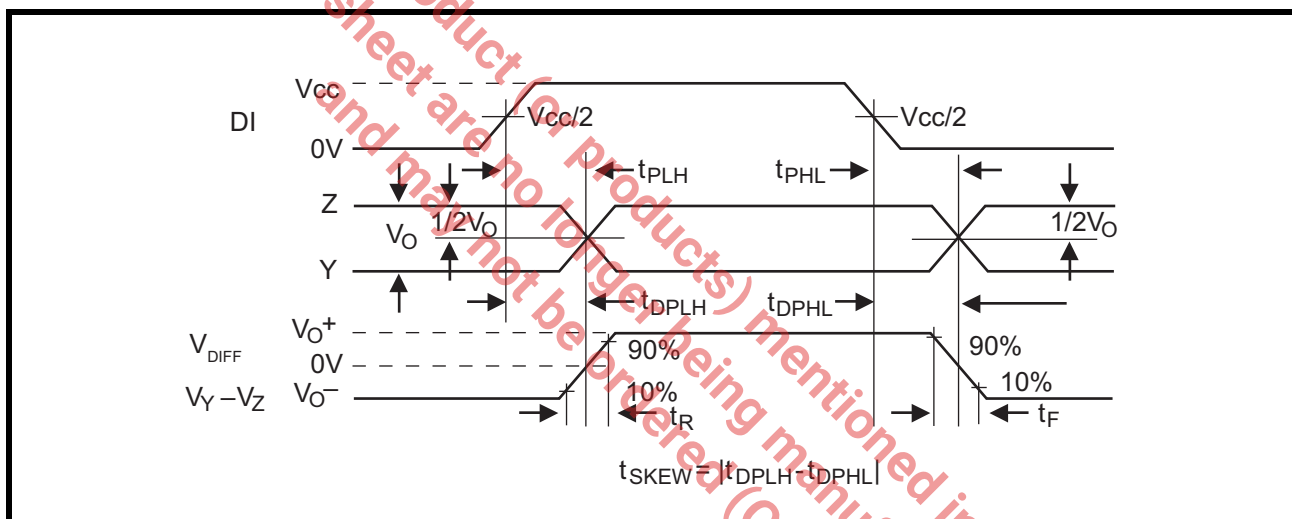 Vcc
DI
Vcc/2
Vcc/2
0V
tPLH
tPHL
Z
VO
1/2VO
1/2VO
Y
tDPLH
tDPHL
VO+
VDIFF
0V
90%
90%
VY –VZ
VO–
10%
10%
tR
tF
tSKEW = |tDPLH-tDPHL|
product (or products) mentioned in
sheet are no longer being manu
and may not be ordered (O